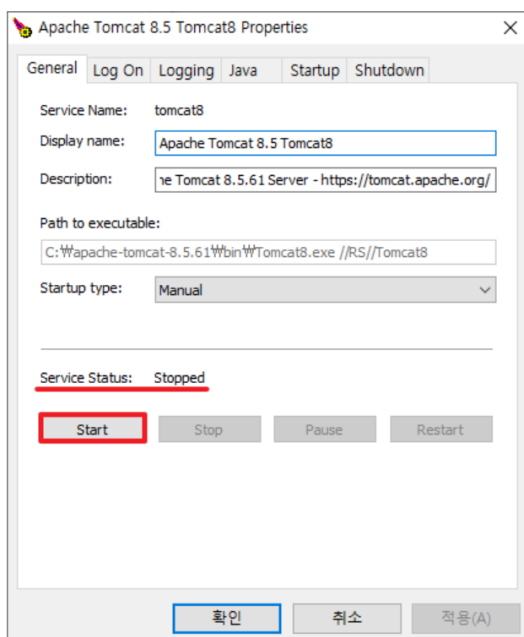 Apache Tomcat 8.5 Tomcat8 Properties
General Log On Logging Java Startup Shutdown
Service Name: tomcat8
Display name: Apache Tomcat 8.5 Tomcat8
Description: ne Tomcat 8.5.61 Server - https://tomcat.apache.org/
Path to executable:
C:₩apache-tomcat-8.5.61₩bin₩Tomcat8.exe //RS//Tomcat8
Startup type: Manual
Service Status: Stopped
Start Stop Pause Restart
확인 취소 적용(A)